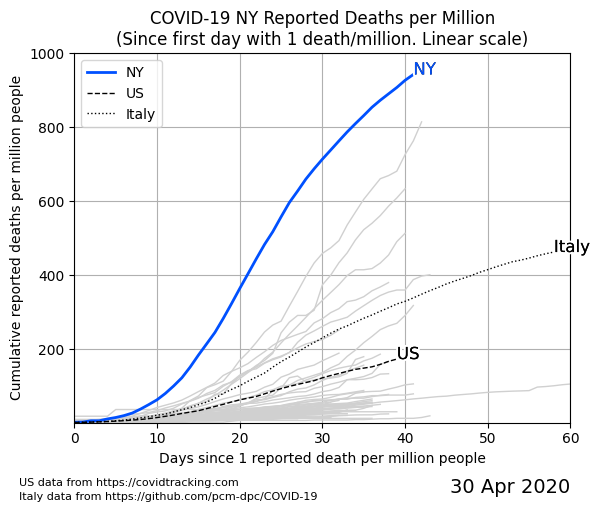 COVID-19 NY Reported Deaths per Million
(Since first day with 1 death/million. Linear scale)
Cumulative reported deaths per million people
1000
800
600
400
200
NY
US
Italy
NY
Italy
US
0 10 20 30 40 50 60
Days since 1 reported death per million people
US data from https://covidtracking.com
Italy data from https://github.com/pcm-dpc/COVID-19
30 Apr 2020